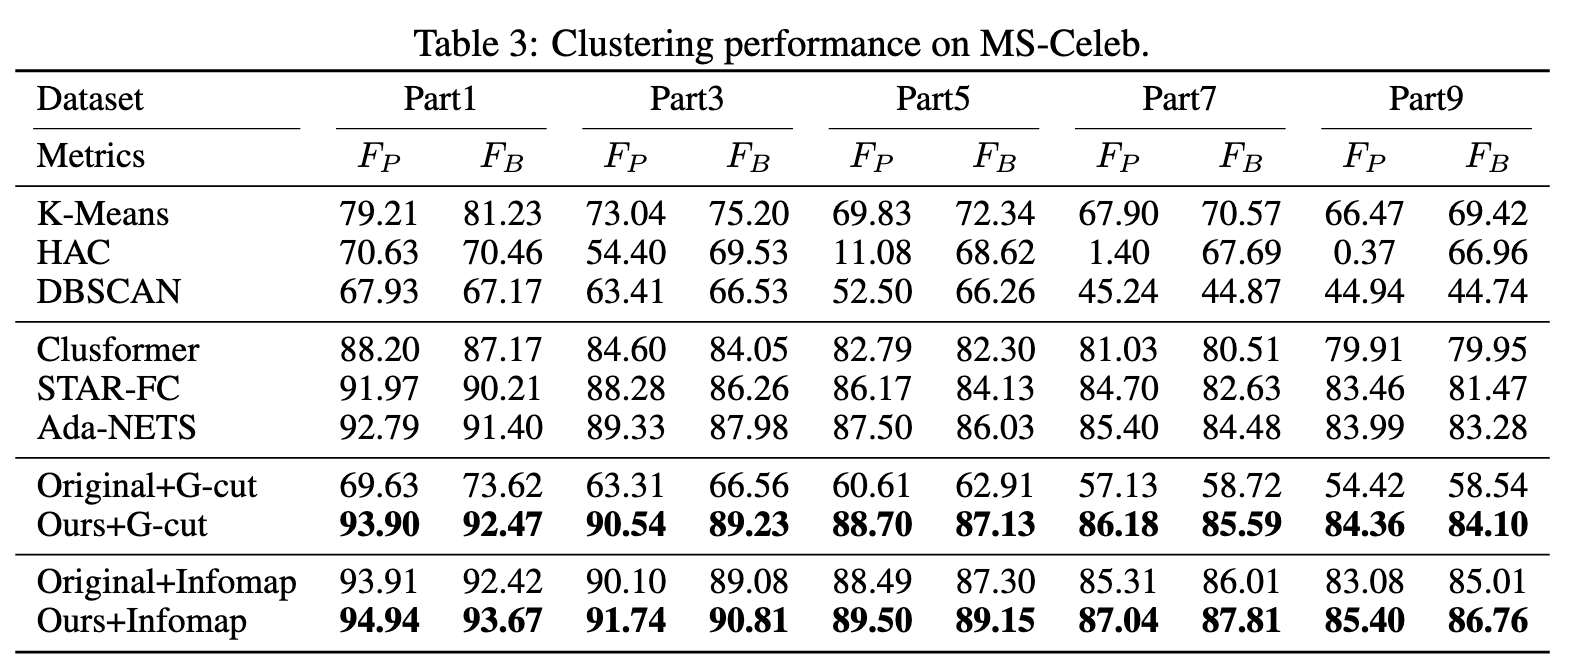 Table 3: Clustering performance on MS-Celeb.
Dataset Part1 Part3 Part5 Part7 Part9
Metrics F_P F_B F_P F_B F_P F_B F_P F_B F_P F_B
K-Means 79.21 81.23 73.04 75.20 69.83 72.34 67.90 70.57 66.47 69.42
HAC 70.63 70.46 54.40 69.53 11.08 68.62 1.40 67.69 0.37 66.96
DBSCAN 67.93 67.17 63.41 66.53 52.50 66.26 45.24 44.87 44.94 44.74
Clusformer 88.20 87.17 84.60 84.05 82.79 82.30 81.03 80.51 79.91 79.95
STAR-FC 91.97 90.21 88.28 86.26 86.17 84.13 84.70 82.63 83.46 81.47
Ada-NETS 92.79 91.40 89.33 87.98 87.50 86.03 85.40 84.48 83.99 83.28
Original+G-cut 69.63 73.62 63.31 66.56 60.61 62.91 57.13 58.72 54.42 58.54
Ours+G-cut 93.90 92.47 90.54 89.23 88.70 87.13 86.18 85.59 84.36 84.10
Original+Infomap 93.91 92.42 90.10 89.08 88.49 87.30 85.31 86.01 83.08 85.01
Ours+Infomap 94.94 93.67 91.74 90.81 89.50 89.15 87.04 87.81 85.40 86.76